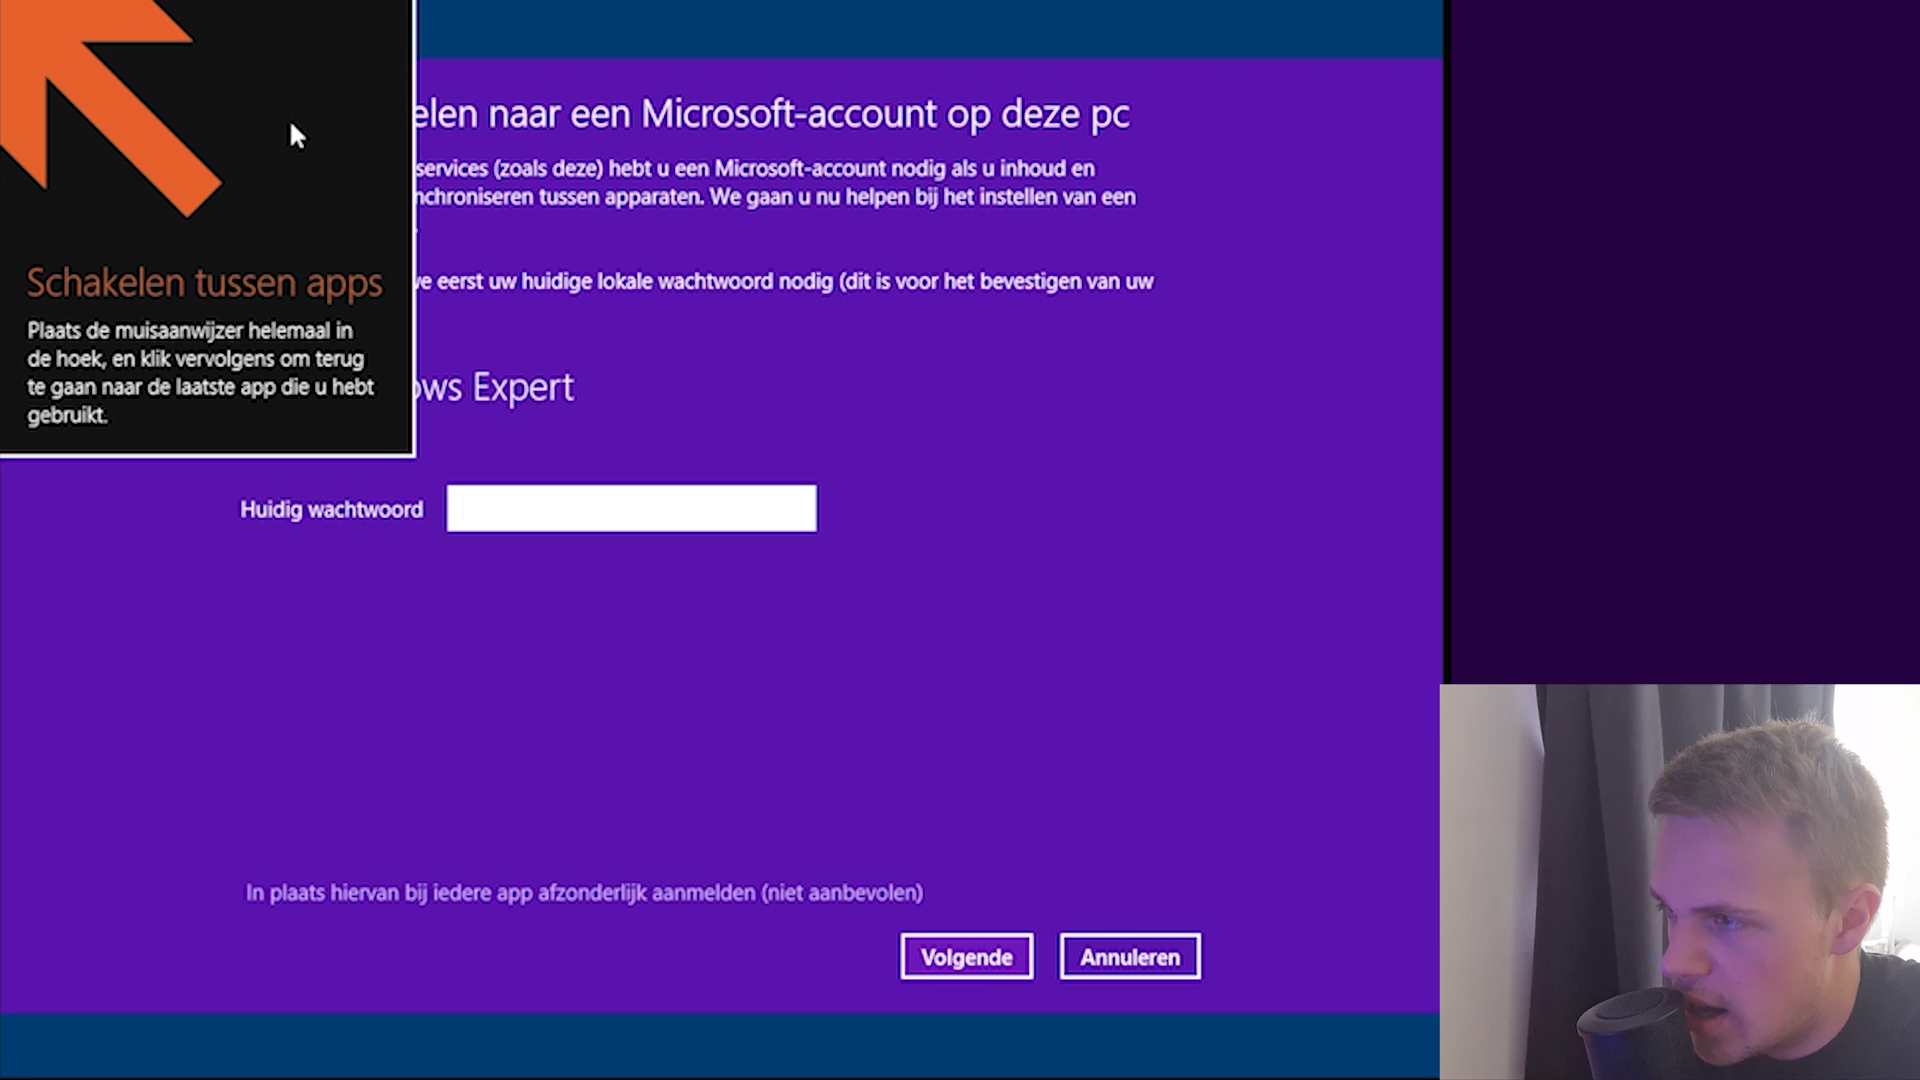 Schakelen tussen apps
Plaats de muisaanwijzer helemaal in
de hoek, en klik vervolgens om terug
te gaan naar de laatste app die u hebt
gebruikt.
naar een Microsoft-account op deze pc
services (zoals deze) hebt u een Microsoft-account nodig als u inhoud en
tussen apparaten. We gaan u nu helpen bij het instellen van een
eerst uw huidige lokale wachtwoord nodig (dit is voor het bevestigen van uw
Expert
Huidig wachtwoord
In plaats hiervan bij iedere app afzonderlijk aanmelden (niet aanbevolen)
Volgende
Annuleren